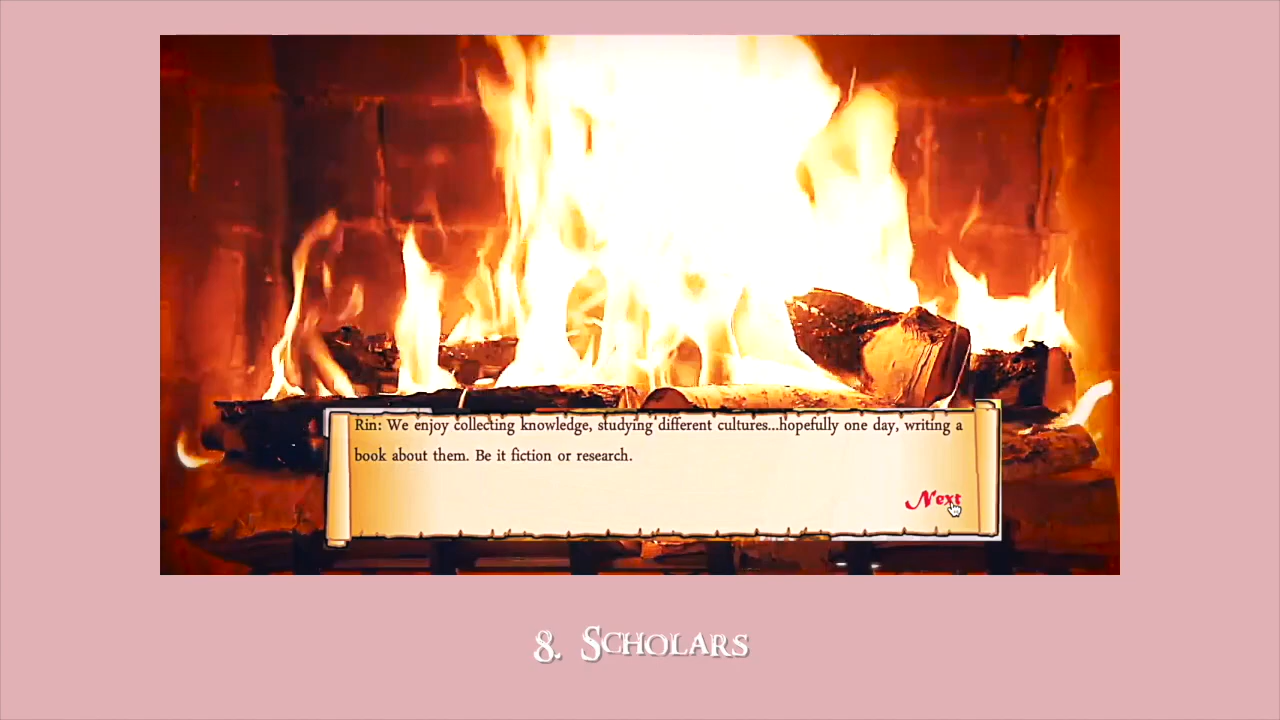 Rin: We enjoy collecting knowledge, studying different cultures...hopefully one day, writing a
book about them. Be it fiction or research.
Next
8. Scholars